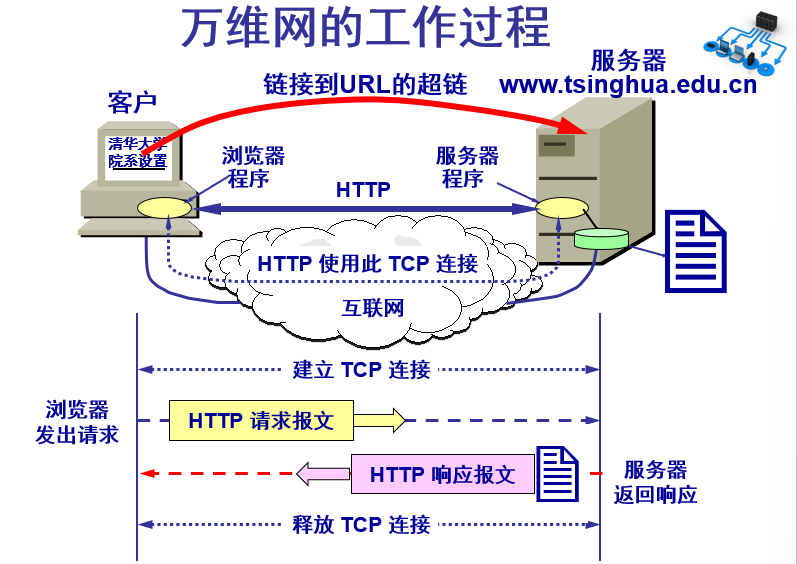 万维网的工作过程
服务器
www.tsinghua.edu.cn
链接到URL的超链
客户
清华大学
院系设置
浏览器
程序
服务器
程序
HTTP
HTTP 使用此 TCP 连接
互联网
建立 TCP 连接
浏览器
发出请求
HTTP 请求报文
HTTP 响应报文
服务器
返回响应
释放 TCP 连接